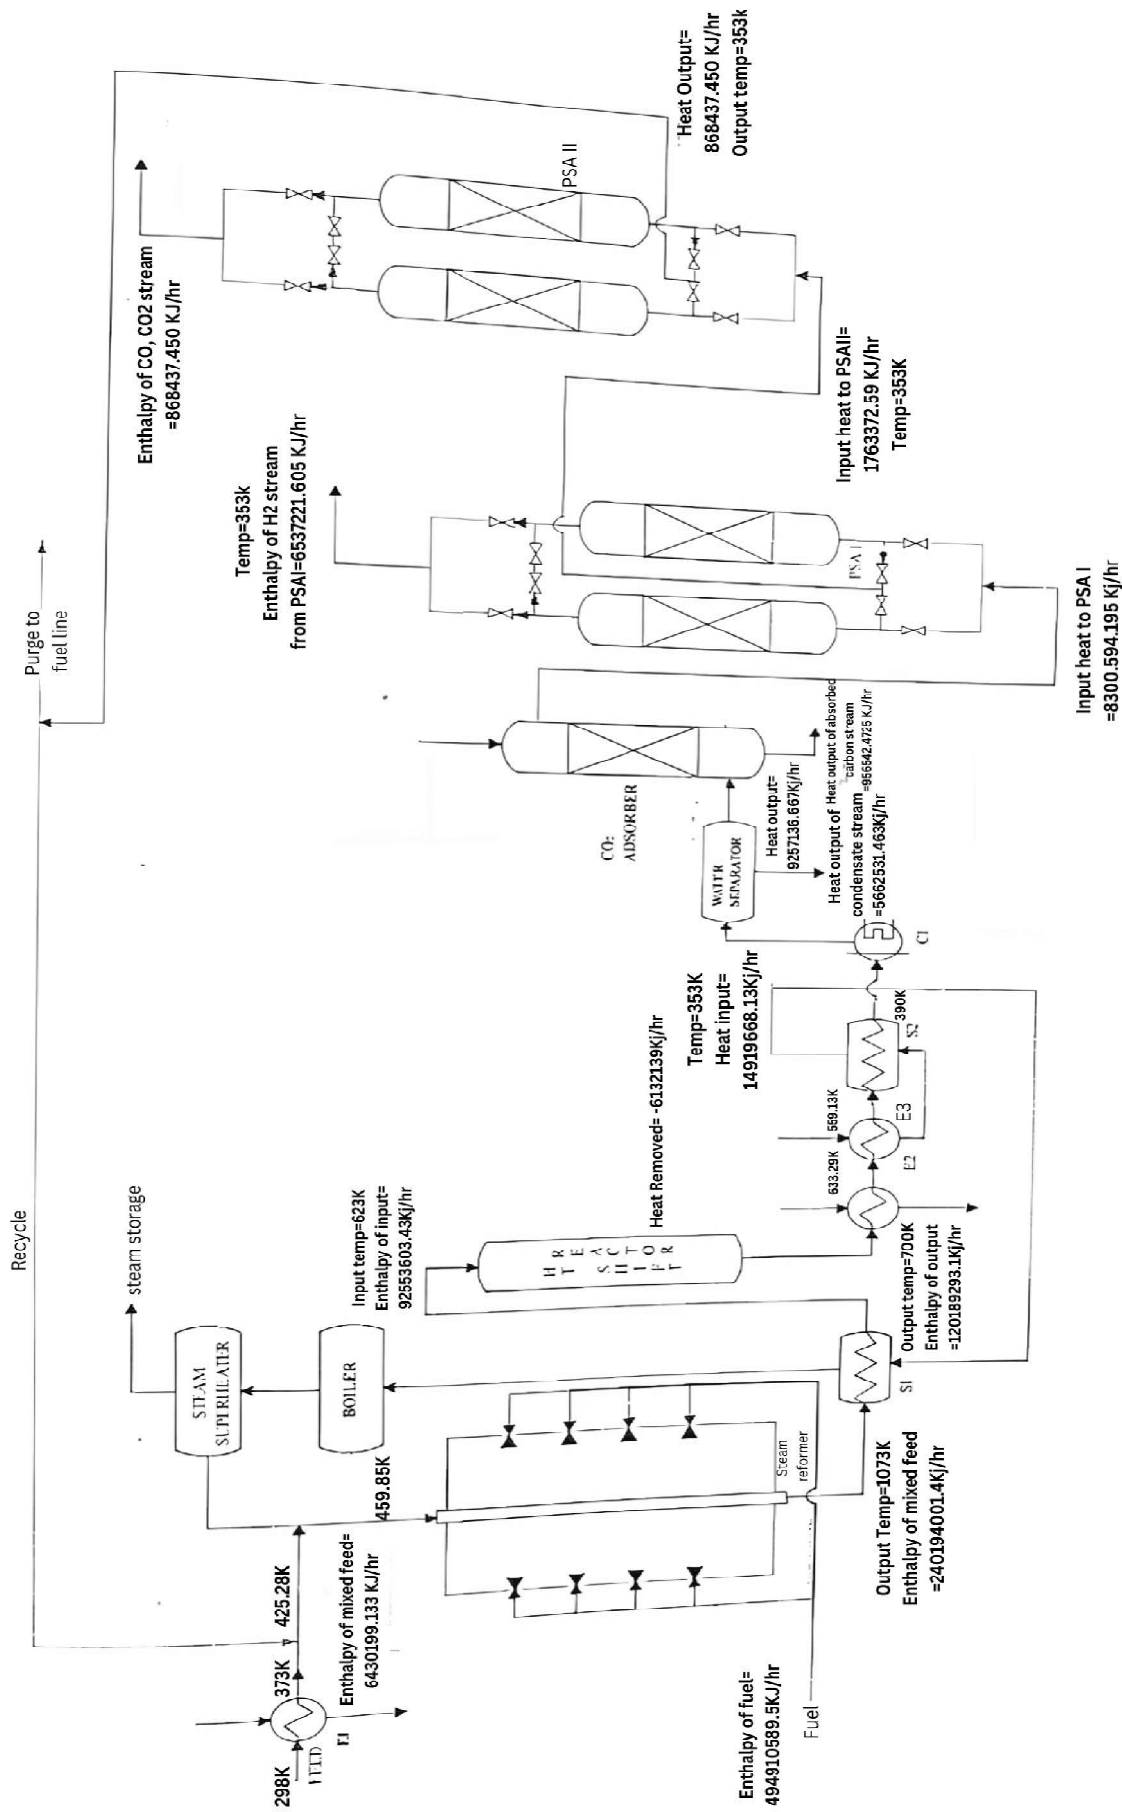 298K
FEED
E1
373K
425.28K
Enthalpy of mixed feed=
6430199.133 KJ/hr
Recycle
Purge to
fuel line
steam storage
STEAM
SUPERHEATER
BOILER
459.85K
Steam
reformer
Enthalpy of fuel=
494910589.5KJ/hr
Fuel
Output Temp=1073K
Enthalpy of mixed feed
=240194001.4Kj/hr
S1
Input temp=623K
Enthalpy of input=
92553603.43Kj/hr
HT SHIFT
REACTOR
Heat Removed= -6132139Kj/hr
Output temp=700K
Enthalpy of output
=120189293.1Kj/hr
633.29K
E2
559.13K
E3
S2
390K
C1
Temp=353K
Heat input=
14919668.13Kj/hr
WATER
SEPARATOR
Heat output=
9257136.667Kj/hr
Heat output of
condensate stream
=5662531.463Kj/hr
CO2
ADSORBER
Heat output of absorbed
carbon stream
=956542.4725 KJ/hr
Input heat to PSA I
=8300.594.195 Kj/hr
PSA I
Temp=353k
Enthalpy of H2 stream
from PSAI=6537221.605 KJ/hr
Input heat to PSAII=
1763372.59 KJ/hr
Temp=353K
PSA II
Enthalpy of CO, CO2 stream
=868437.450 KJ/hr
Heat Output=
868437.450 KJ/hr
Output temp=353k